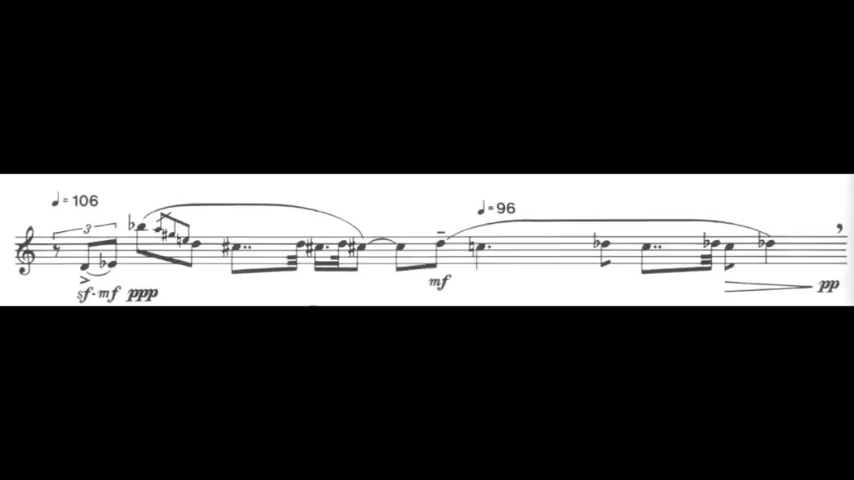 ♩= 106
♩= 96
3
sf-mf ppp
mf
pp